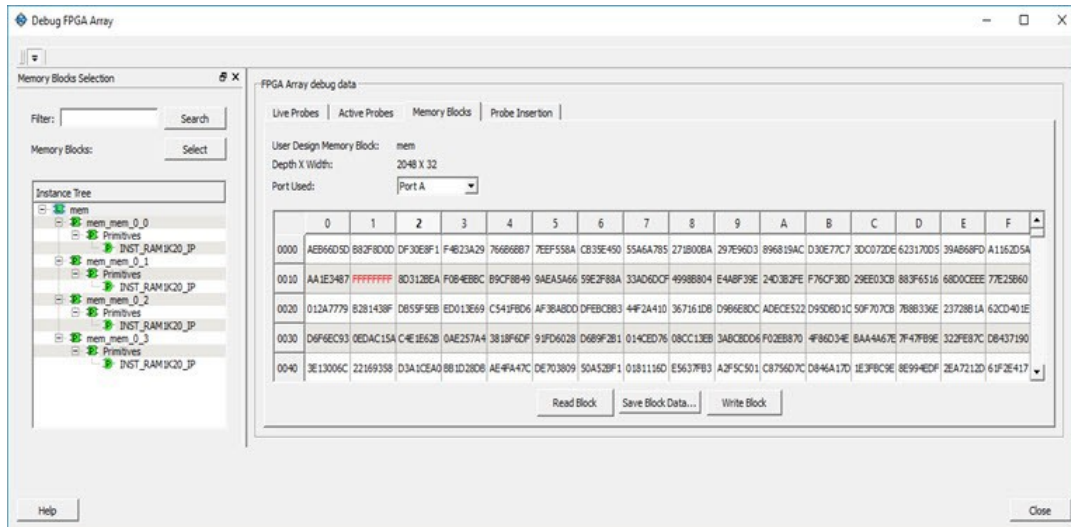 Debug FPGA Array
Memory Blocks Selection
Filter:
Search
Memory Blocks:
Select
Instance Tree
mem
mem_mem_0_0
Primitives
INST_RAM1K20_IP
mem_mem_0_1
Primitives
INST_RAM1K20_IP
mem_mem_0_2
Primitives
INST_RAM1K20_IP
mem_mem_0_3
Primitives
INST_RAM1K20_IP
FPGA Array debug data
Live Probes Active Probes Memory Blocks Probe Insertion
User Design Memory Block: mem
Depth X Width: 2048 X 32
Port Used: Port A
0 1 2 3 4 5 6 7 8 9 A B C D E F
0000 AEB66D5D B82F8D0D DF30E8F1 F4B23A29 766B6BB7 7EEF558A CB35E450 55A6A785 271B00BA 297E96D3 896819AC D30E77C7 3DC072DE 623170D5 39AB68FD A1162D5A
0010 AA1E3487 FFFFFFFF 8D312BEA F0B4EBBC B9CF8B49 9AEA5A66 59E2F88A 33AD6DCF 4998B804 E4ABF39E 24D3B2FE F76CF3BD 29EE03CB 883F6516 68D0CEEE 77E25B60
0020 012A7779 B281438F DB55F5EB ED013E69 C541FBD6 AF3BABDD DFEBCBB3 44F2A410 367161DB D9B6E8DC ADECE522 D95DBD1C 50F707CB 7B8B336E 23728B1A 62CD401E
0030 D6F6EC93 0EDAC15A C4E1E62B 0AE257A4 3818F6DF 91FD6028 D6B9F2B1 014CED76 08CC13EB 3ABCBDD6 F02EB870 4F86D34E BAA4A67E 7F47FB9E 322FE87C DB437190
0040 3E13006C 22169358 D3A1CEA0 BB1D28DB AE4FA47C DE703809 50A52BF1 0181116D E5637FB3 A2F5C501 C8756D7C D846A17D 1E3FBC9E 8E994EDF 2EA7212D 61F2E417
Read Block Save Block Data... Write Block
Help
Close